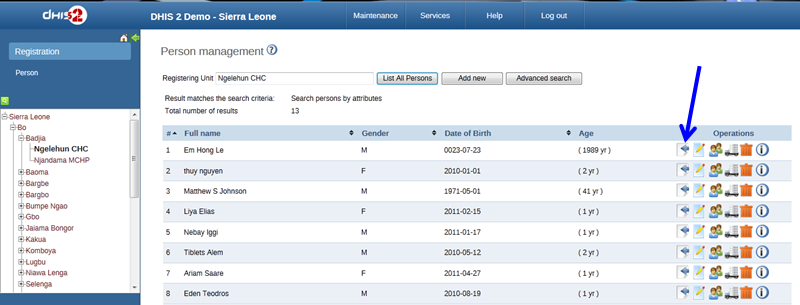 dhis2
DHIS 2 Demo - Sierra Leone
Maintenance
Services
Help
Log out
Registration
Person
Sierra Leone
Bo
Badjia
Ngelehun CHC
Njandama MCHP
Baoma
Bargbe
Bargbo
Bumpe Ngao
Gbo
Jaiama Bongor
Kakua
Komboya
Lugbu
Niawa Lenga
Selenga
Person management ?
Registering Unit Ngelehun CHC List All Persons Add new Advanced search
Result matches the search criteria: Search persons by attributes
Total number of results 13
# Full name Gender Date of Birth Age Operations
1 Em Hong Le M 0023-07-23 ( 1989 yr )
2 thuy nguyen F 2010-01-01 ( 2 yr )
3 Matthew S Johnson M 1971-05-01 ( 41 yr )
4 Liya Elias F 2011-02-15 ( 1 yr )
5 Nebay Iggi M 2011-01-17 ( 1 yr )
6 Tiblets Alem M 2010-05-12 ( 2 yr )
7 Ariam Saare F 2011-04-27 ( 1 yr )
8 Eden Teodros M 2010-08-19 ( 1 yr )